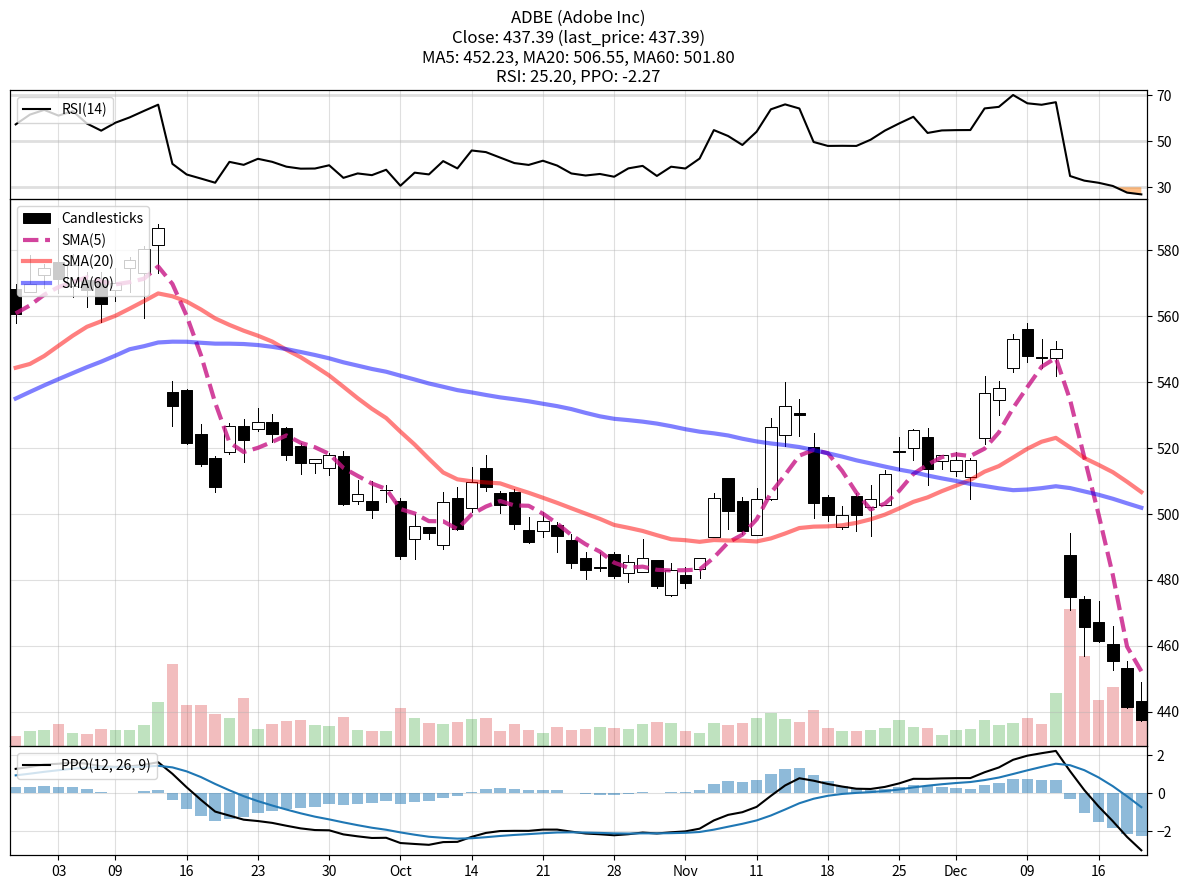 ADBE (Adobe Inc)
Close: 437.39 (last_price: 437.39)
MA5: 452.23, MA20: 506.55, MA60: 501.80
RSI: 25.20, PPO: -2.27
RSI(14)
70
50
30
Candlesticks
SMA(5)
SMA(20)
SMA(60)
580
560
540
520
500
480
460
440
PPO(12, 26, 9)
2
0
−2
03 09 16 23 30 Oct 14 21 28 Nov 11 18 25 Dec 09 16